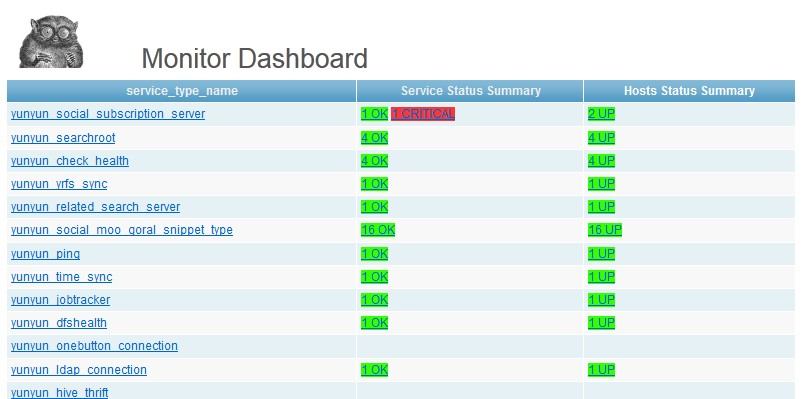 Monitor Dashboard
service_type_name Service Status Summary Hosts Status Summary
yunyun_social_subscription_server 1 OK 1 CRITICAL 2 UP
yunyun_searchroot 4 OK 4 UP
yunyun_check_health 4 OK 4 UP
yunyun_yrfs_sync 1 OK 1 UP
yunyun_related_search_server 1 OK 1 UP
yunyun_social_moo_goral_snippet_type 16 OK 16 UP
yunyun_ping 1 OK 1 UP
yunyun_time_sync 1 OK 1 UP
yunyun_jobtracker 1 OK 1 UP
yunyun_dfshealth 1 OK 1 UP
yunyun_onebutton_connection
yunyun_ldap_connection 1 OK 1 UP
yunyun_hive_thrift